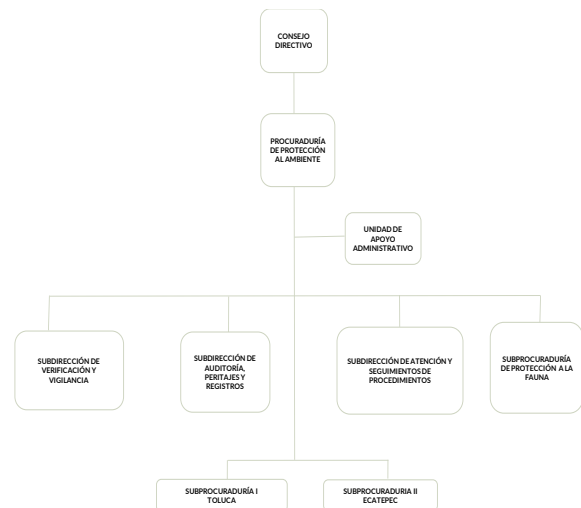 CONSEJO
DIRECTIVO
PROCURADURÍA
DE PROTECCIÓN
AL AMBIENTE
UNIDAD DE
APOYO
ADMINISTRATIVO
SUBDIRECCIÓN DE
VERIFICACIÓN Y
VIGILANCIA
SUBDIRECCIÓN DE
AUDITORÍA,
PERITAJES Y
REGISTROS
SUBDIRECCIÓN DE ATENCIÓN Y
SEGUIMIENTOS DE
PROCEDIMIENTOS
SUBPROCURADURÍA
DE PROTECCIÓN A LA
FAUNA
SUBPROCURADURÍA I
TOLUCA
SUBPROCURADURIA II
ECATEPEC